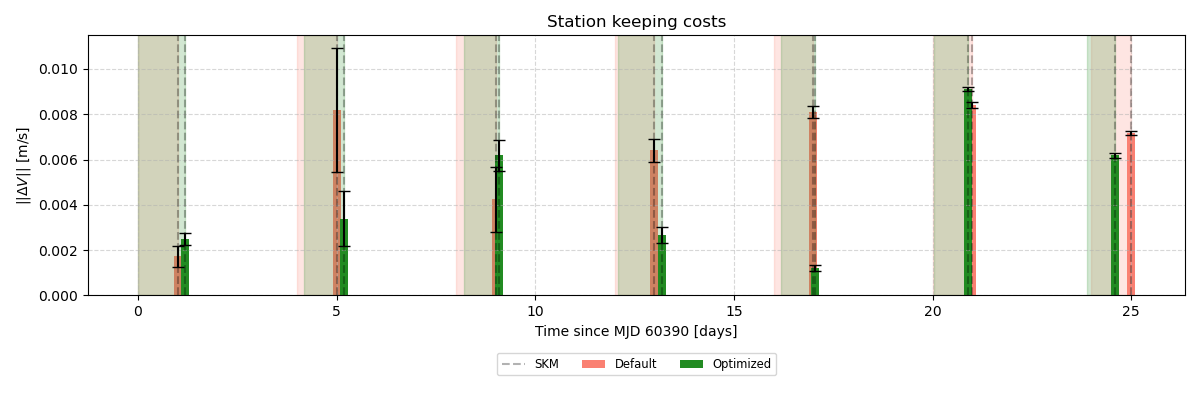 Station keeping costs
0.010
0.008
0.006
0.004
0.002
0.000
||ΔV|| [m/s]
0 5 10 15 20 25
Time since MJD 60390 [days]
SKM Default Optimized